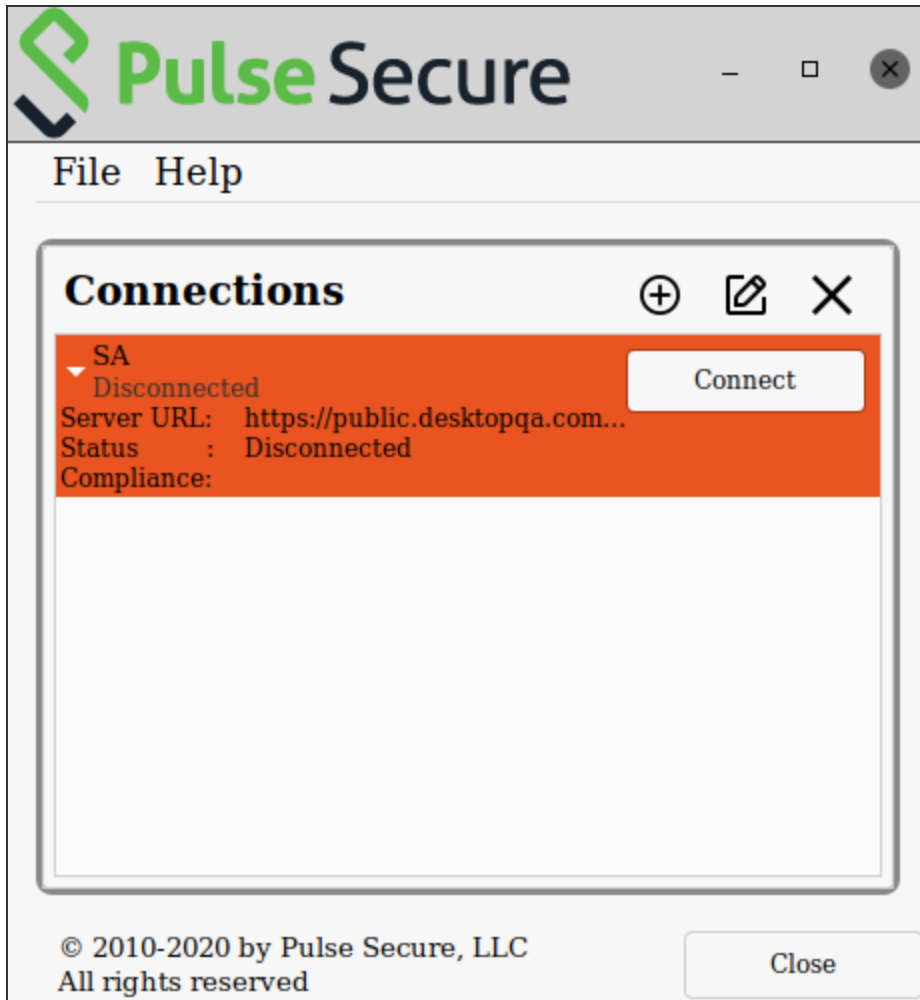 Pulse Secure
File Help
Connections
SA
Disconnected
Connect
Server URL: https://public.desktopqa.com...
Status : Disconnected
Compliance:
© 2010-2020 by Pulse Secure, LLC
All rights reserved
Close